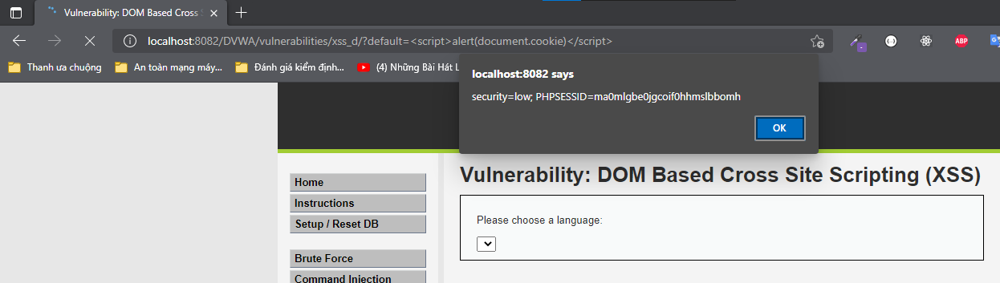 Vulnerability: DOM Based Cross S
localhost:8082/DVWA/vulnerabilities/xss_d/?default=<script>alert(document.cookie)</script>
ABP
Thanh ưa chuộng
An toàn mạng máy...
Đánh giá kiểm định...
(4) Những Bài Hát L
localhost:8082 says
security=low; PHPSESSID=ma0mlgbe0jgcoif0hhmslbbomh
OK
Vulnerability: DOM Based Cross Site Scripting (XSS)
Home
Instructions
Setup / Reset DB
Brute Force
Command Injection
Please choose a language: